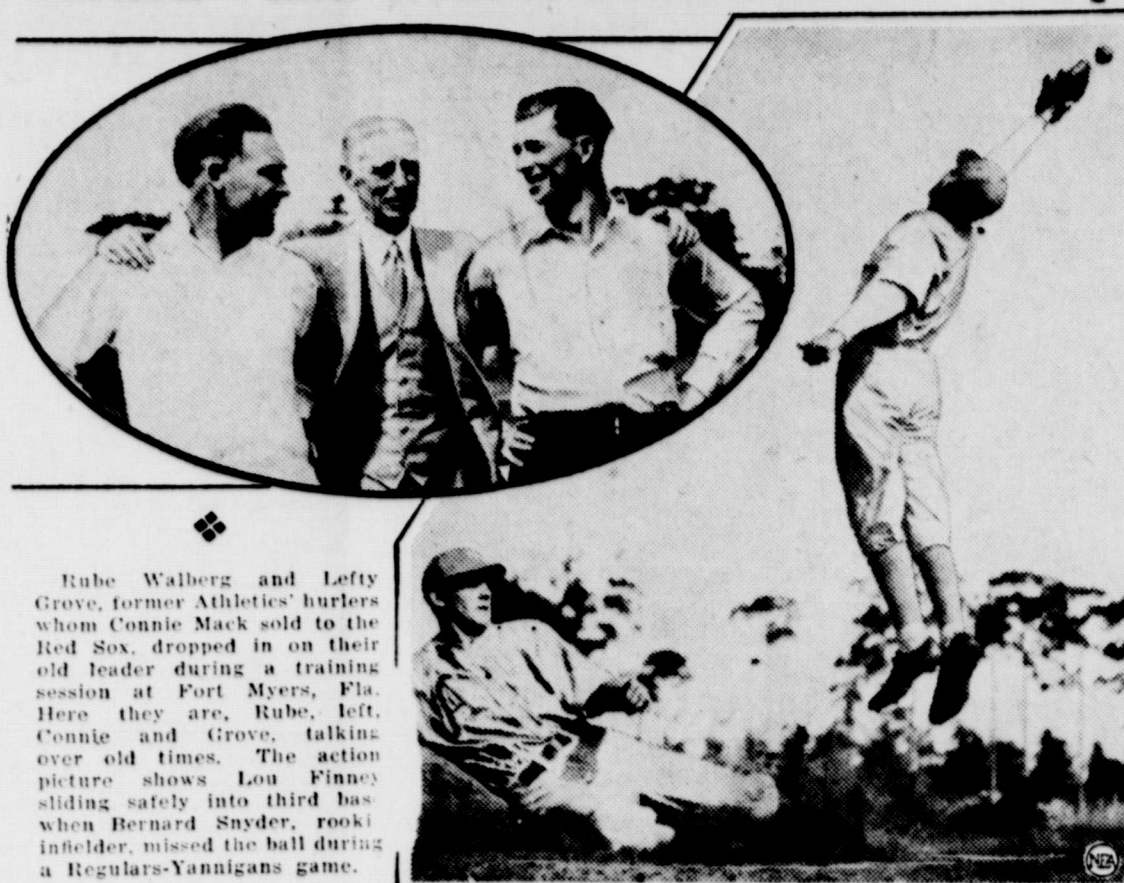 Rube Walberg and Lefty
Grove, former Athletics' hurlers
whom Connie Mack sold to the
Red Sox, dropped in on their
old leader during a training
session at Fort Myers, Fla.
Here they are, Rube, left,
Connie and Grove, talking
over old times. The action
picture shows Lou Finney
sliding safely into third bas
when Bernard Snyder, rooki
infielder, missed the ball during
a Regulars-Yannigans game.
NEA